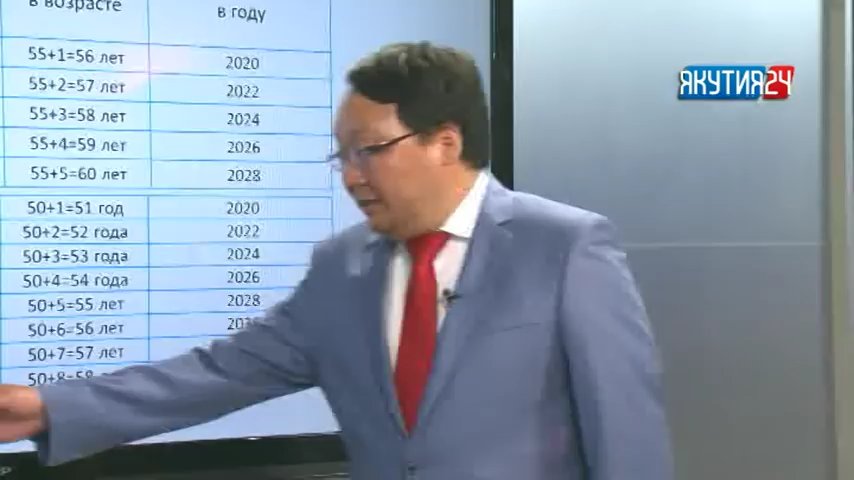 в возрасте в году
55+1=56 лет 2020
55+2=57 лет 2022
55+3=58 лет 2024
55+4=59 лет 2026
55+5=60 лет 2028
50+1=51 год 2020
50+2=52 года 2022
50+3=53 года 2024
50+4=54 года 2026
50+5=55 лет 2028
50+6=56 лет
50+7=57 лет
ЯКУТИЯ24